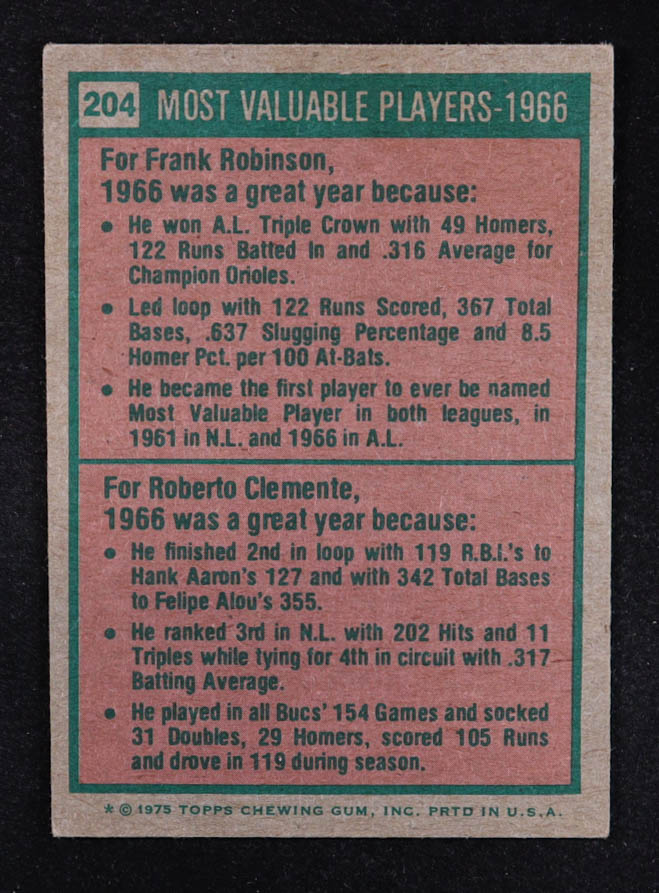 204 MOST VALUABLE PLAYERS-1966
For Frank Robinson,
1966 was a great year because:
• He won A.L. Triple Crown with 49 Homers,
122 Runs Batted In and .316 Average for
Champion Orioles.
• Led loop with 122 Runs Scored, 367 Total
Bases, .637 Slugging Percentage and 8.5
Homer Pct. per 100 At-Bats.
• He became the first player to ever be named
Most Valuable Player in both leagues, in
1961 in N.L. and 1966 in A.L.
For Roberto Clemente,
1966 was a great year because:
• He finished 2nd in loop with 119 R.B.I.'s to
Hank Aaron's 127 and with 342 Total Bases
to Felipe Alou's 355.
• He ranked 3rd in N.L. with 202 Hits and 11
Triples while tying for 4th in circuit with .317
Batting Average.
• He played in all Bucs' 154 Games and socked
31 Doubles, 29 Homers, scored 105 Runs
and drove in 119 during season.
* © 1975 TOPPS CHEWING GUM, INC. PRTD IN U.S.A.